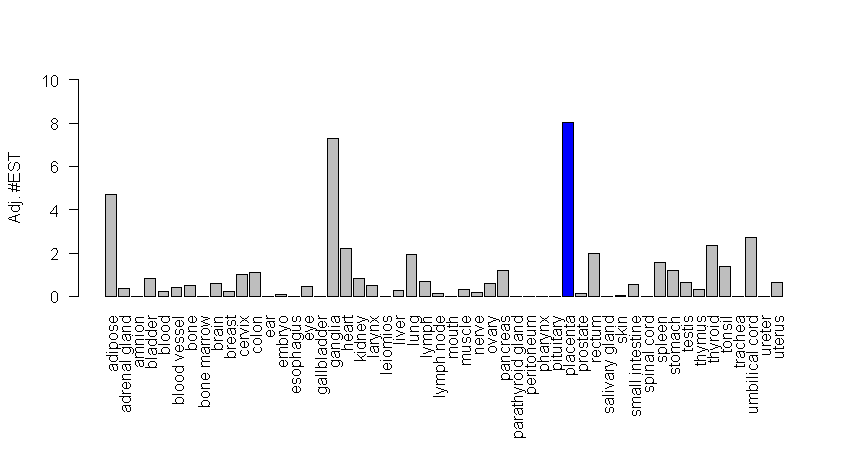 10
8
6
4
2
0
Adj. #EST
adipose
adrenal gland
amnion
bladder
blood
blood vessel
bone
bone marrow
brain
breast
cervix
colon
ear
embryo
esophagus
eye
gallbladder
ganglia
heart
kidney
larynx
leiomios
liver
lung
lymph
lymph node
mouth
muscle
nerve
ovary
pancreas
parathyroid gland
peritoneum
pharynx
pituitary
placenta
prostate
rectum
salivary gland
skin
small intestine
spinal cord
spleen
stomach
testis
thymus
thyroid
tonsil
trachea
umbilical cord
ureter
uterus